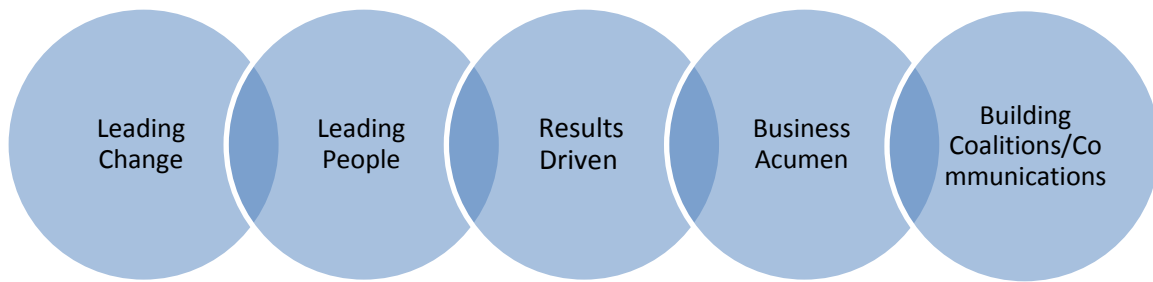 Leading
Change
Leading
People
Results
Driven
Business
Acumen
Building
Coalitions/Co
mmunications